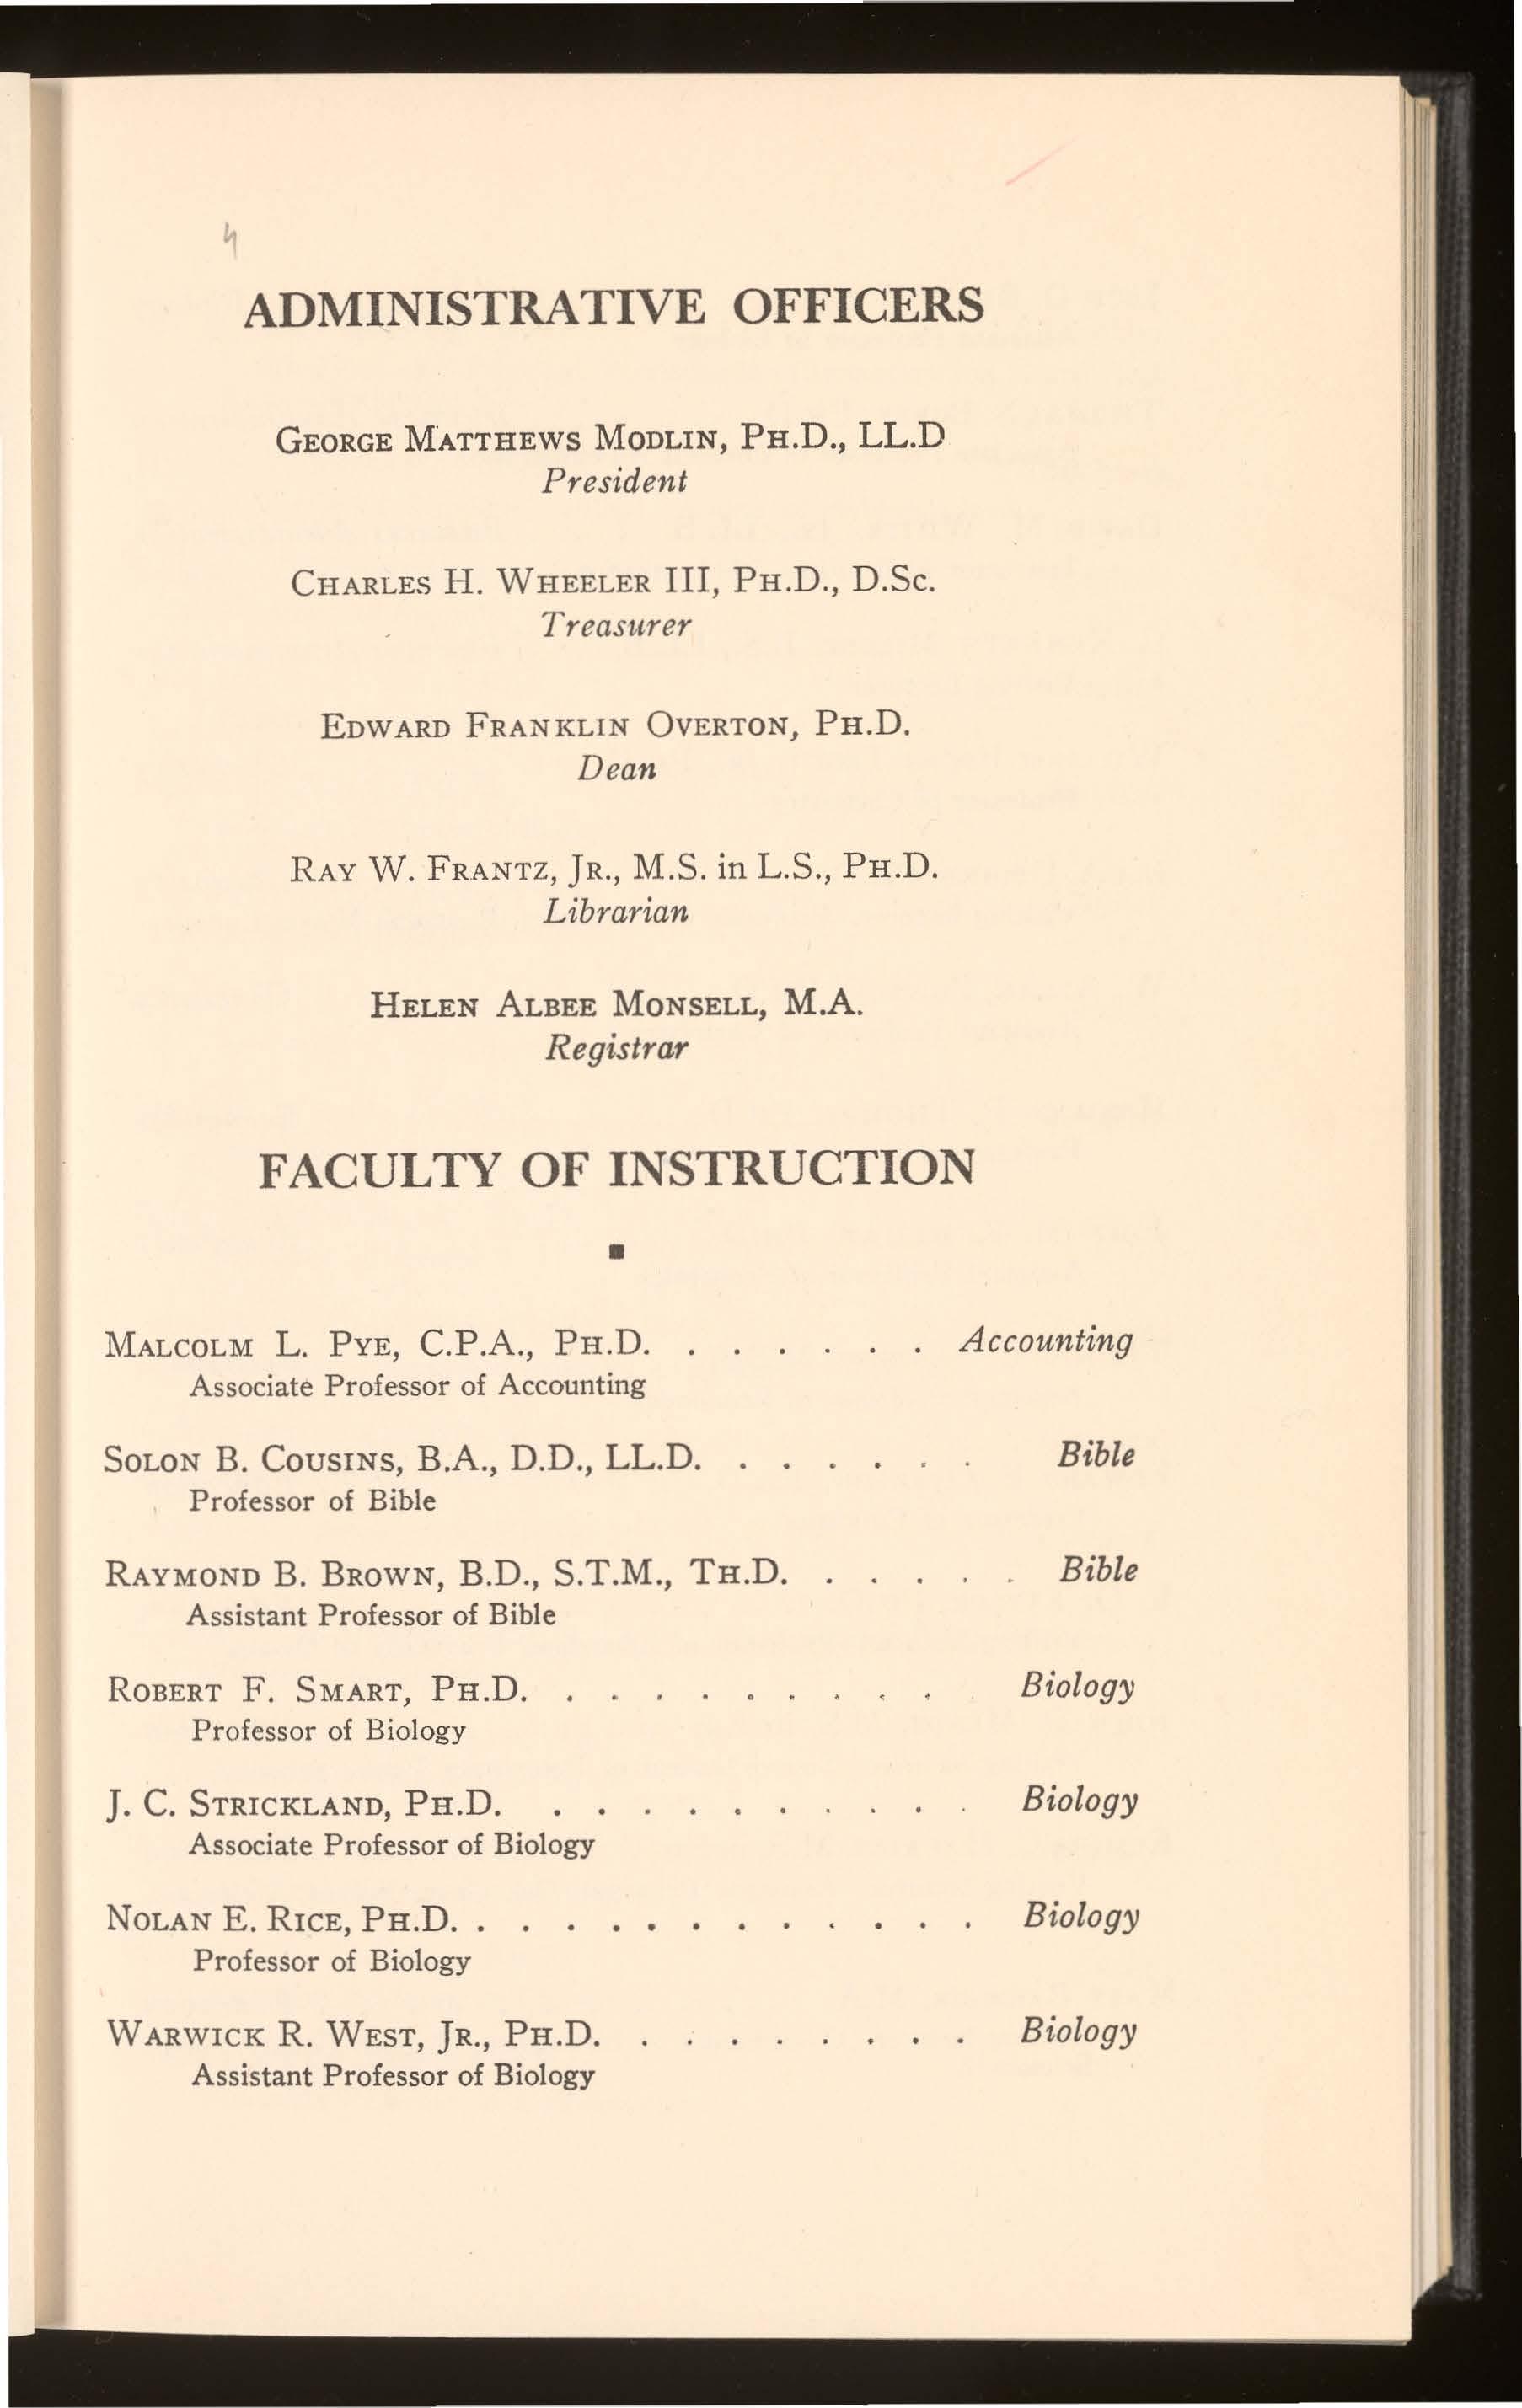 4
ADMINISTRATIVE OFFICERS
GEORGE MATTHEWS MODLIN, PH.D., LL.D
President
CHARLES H. WHEELER III, PH.D., D.SC.
Treasurer
EDWARD FRANKLIN OVERTON, PH.D.
Dean
RAY W. FRANTZ, JR., M.S. in L.S., PH.D.
Librarian
HELEN ALBEE MONSELL, M.A.
Registrar
FACULTY OF INSTRUCTION
MALCOLM L. PYE, C.P.A., PH.D. . . . . . . Accounting
Associate Professor of Accounting
SOLON B. COUSINS, B.A., D.D., LL.D. . . . . . . Bible
Professor of Bible
RAYMOND B. BROWN, B.D., S.T.M., TH.D. . . . . . Bible
Assistant Professor of Bible
ROBERT F. SMART, PH.D. . . . . . . . . . . Biology
Professor of Biology
J. C. STRICKLAND, PH.D. . . . . . . . . . . Biology
Associate Professor of Biology
NOLAN E. RICE, PH.D. . . . . . . . . . . . . Biology
Professor of Biology
WARWICK R. WEST, JR., PH.D. . . . . . . . . Biology
Assistant Professor of Biology